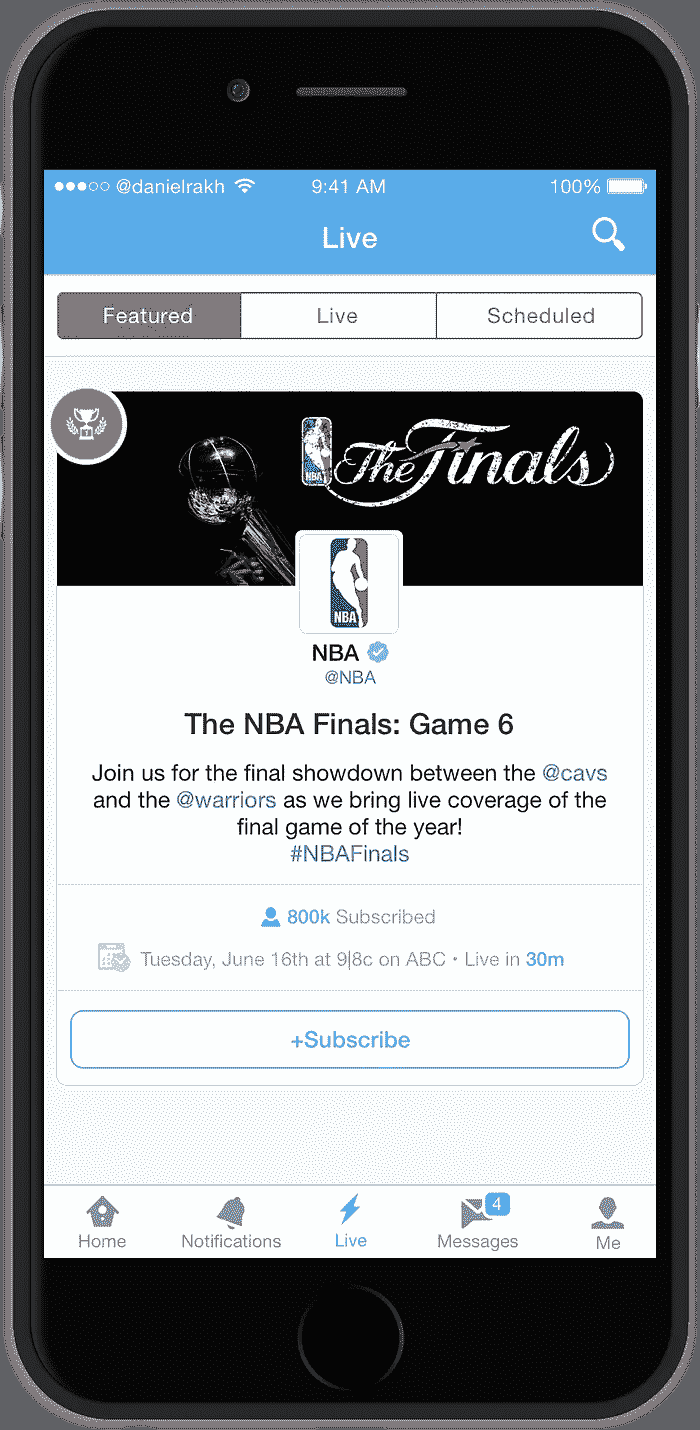 @danielrakh 9:41 AM 100%
Live
Featured Live Scheduled
NBA The Finals
NBA
NBA
@NBA
The NBA Finals: Game 6
Join us for the final showdown between the @cavs
and the @warriors as we bring live coverage of the
final game of the year!
#NBAFinals
800k Subscribed
Tuesday, June 16th at 9|8c on ABC · Live in 30m
+Subscribe
4
Home Notifications Live Messages Me